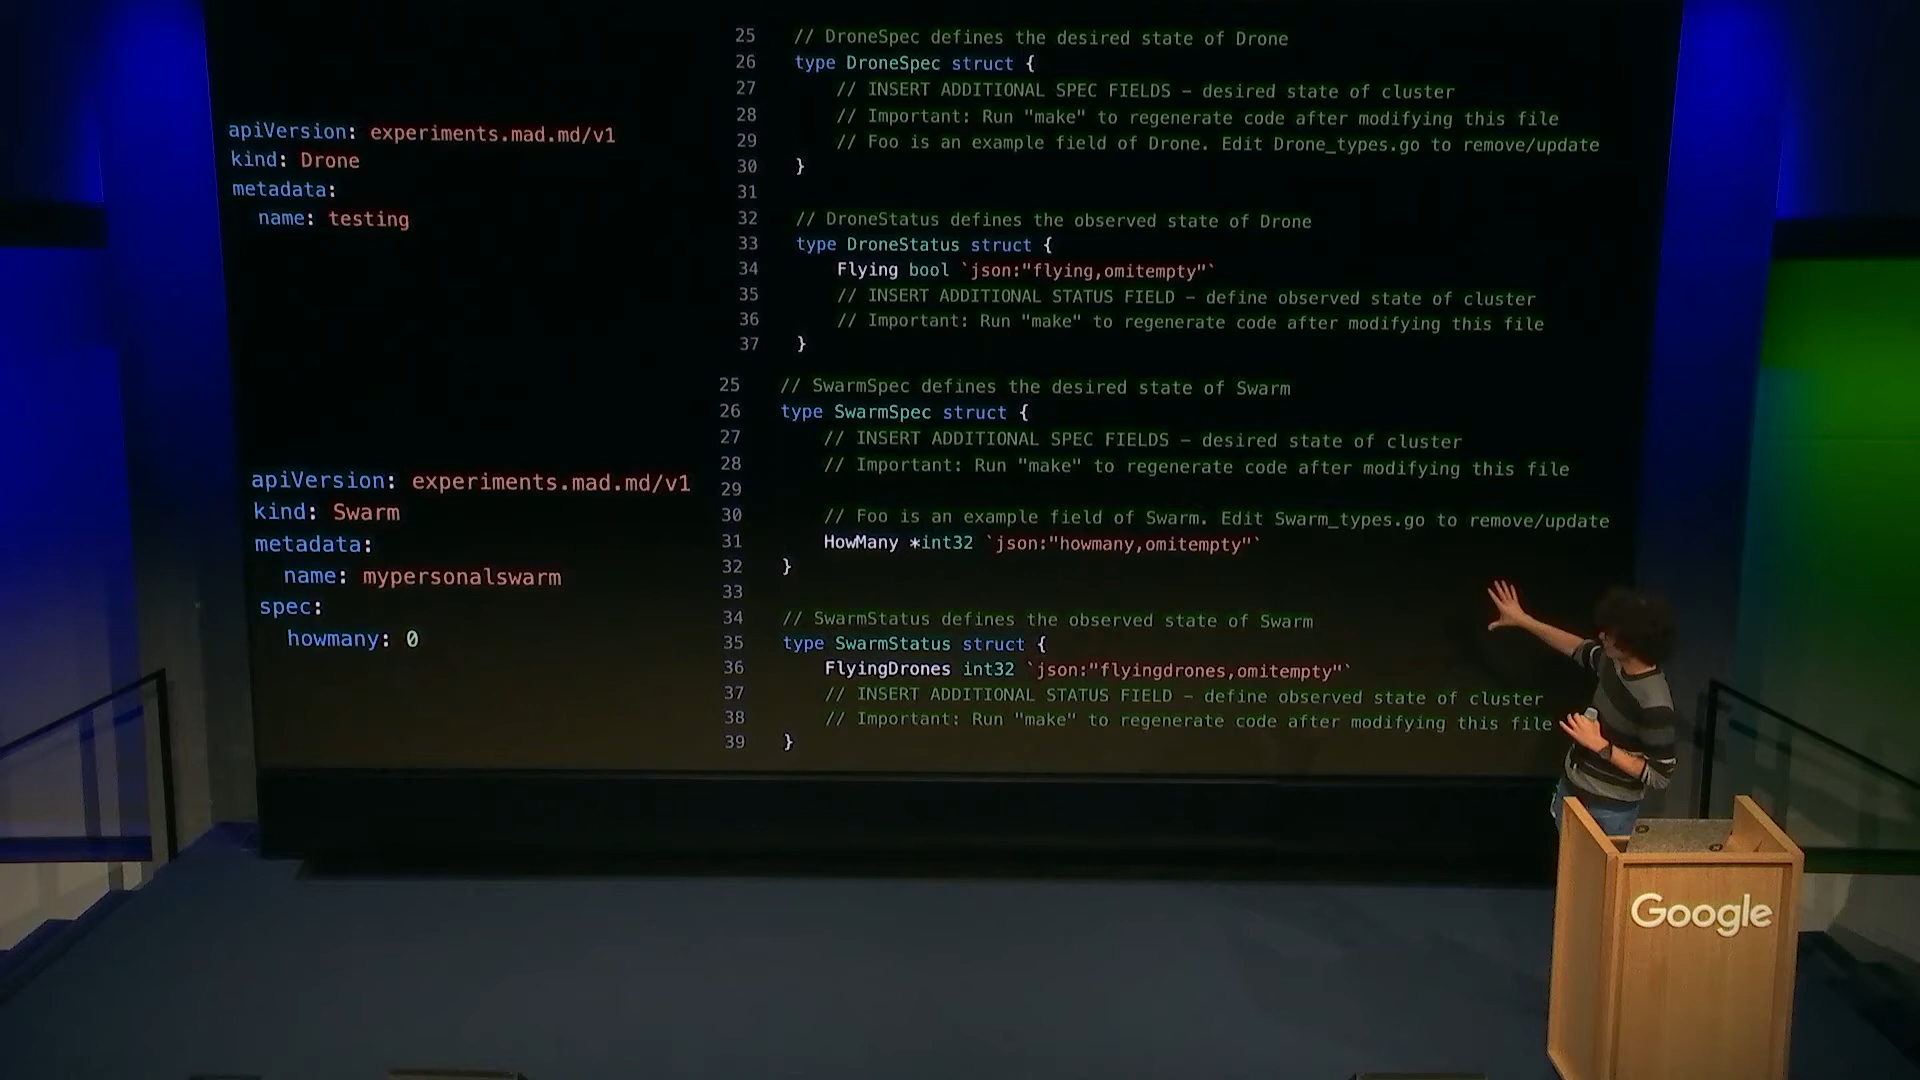 apiVersion: experiments.mad.md/v1
kind: Drone
metadata:
  name: testing
25 // DroneSpec defines the desired state of Drone
26 type DroneSpec struct {
27     // INSERT ADDITIONAL SPEC FIELDS – desired state of cluster
28     // Important: Run "make" to regenerate code after modifying this file
29     // Foo is an example field of Drone. Edit Drone_types.go to remove/update
30 }
31
32 // DroneStatus defines the observed state of Drone
33 type DroneStatus struct {
34     Flying bool `json:"flying,omitempty"`
35     // INSERT ADDITIONAL STATUS FIELD – define observed state of cluster
36     // Important: Run "make" to regenerate code after modifying this file
37 }
apiVersion: experiments.mad.md/v1
kind: Swarm
metadata:
  name: mypersonalswarm
spec:
  howmany: 0
25 // SwarmSpec defines the desired state of Swarm
26 type SwarmSpec struct {
27     // INSERT ADDITIONAL SPEC FIELDS – desired state of cluster
28     // Important: Run "make" to regenerate code after modifying this file
29
30     // Foo is an example field of Swarm. Edit Swarm_types.go to remove/update
31     HowMany *int32 `json:"howmany,omitempty"`
32 }
33
34 // SwarmStatus defines the observed state of Swarm
35 type SwarmStatus struct {
36     FlyingDrones int32 `json:"flyingdrones,omitempty"`
37     // INSERT ADDITIONAL STATUS FIELD – define observed state of cluster
38     // Important: Run "make" to regenerate code after modifying this file
39 }
Google